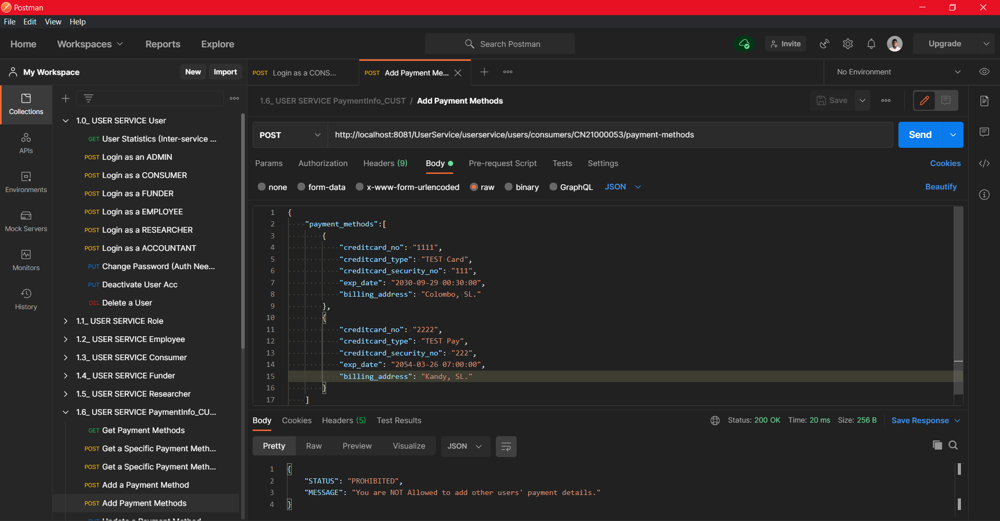 Postman
File Edit View Help
Home Workspaces Reports Explore Search Postman Invite Upgrade
My Workspace New Import
POST Login as a CONS... POST Add Payment Me... No Environment
Collections
APIs
Environments
Mock Servers
Monitors
History
1.0_ USER SERVICE User
GET User Statistics (Inter-service ...
POST Login as an ADMIN
POST Login as a CONSUMER
POST Login as a FUNDER
POST Login as a EMPLOYEE
POST Login as a RESEARCHER
POST Login as a ACCOUNTANT
PUT Change Password (Auth Nee...
PUT Deactivate User Acc
DEL Delete a User
1.1_ USER SERVICE Role
1.2_ USER SERVICE Employee
1.3_ USER SERVICE Consumer
1.4_ USER SERVICE Funder
1.5_ USER SERVICE Researcher
1.6_ USER SERVICE PaymentInfo_CU...
GET Get Payment Methods
POST Get a Specific Payment Meth...
POST Get a Specific Payment Meth...
POST Add a Payment Method
POST Add Payment Methods
PUT Update a Payment Method
1.6_ USER SERVICE PaymentInfo_CUST / Add Payment Methods Save
POST http://localhost:8081/UserService/userservice/users/consumers/CN21000053/payment-methods Send
Params Authorization Headers (9) Body Pre-request Script Tests Settings Cookies
none form-data x-www-form-urlencoded raw binary GraphQL JSON Beautify
1 {
2 "payment_methods":[
3 {
4 "creditcard_no": "1111",
5 "creditcard_type": "TEST Card",
6 "creditcard_security_no": "111",
7 "exp_date": "2030-09-29 00:30:00",
8 "billing_address": "Colombo, SL."
9 },
10 {
11 "creditcard_no": "2222",
12 "creditcard_type": "TEST Pay",
13 "creditcard_security_no": "222",
14 "exp_date": "2054-03-26 07:00:00",
15 "billing_address": "Kandy, SL."
16 }
17 ]
Body Cookies Headers (5) Test Results Status: 200 OK Time: 20 ms Size: 256 B Save Response
Pretty Raw Preview Visualize JSON
1 {
2 "STATUS": "PROHIBITED",
3 "MESSAGE": "You are NOT Allowed to add other users' payment details."
4 }